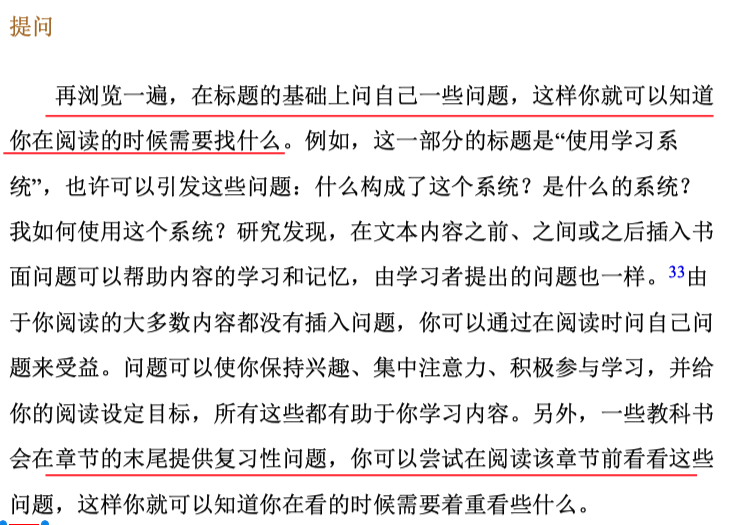 提问
再浏览一遍，在标题的基础上问自己一些问题，这样你就可以知道
你在阅读的时候需要找什么。例如，这一部分的标题是“使用学习系
统”，也许可以引发这些问题：什么构成了这个系统？是什么的系统？
我如何使用这个系统？研究发现，在文本内容之前、之间或之后插入书
面问题可以帮助内容的学习和记忆，由学习者提出的问题也一样。33由
于你阅读的大多数内容都没有插入问题，你可以通过在阅读时问自己问
题来受益。问题可以使你保持兴趣、集中注意力、积极参与学习，并给
你的阅读设定目标，所有这些都有助于你学习内容。另外，一些教科书
会在章节的末尾提供复习性问题，你可以尝试在阅读该章节前看看这些
问题，这样你就可以知道你在看的时候需要着重看些什么。